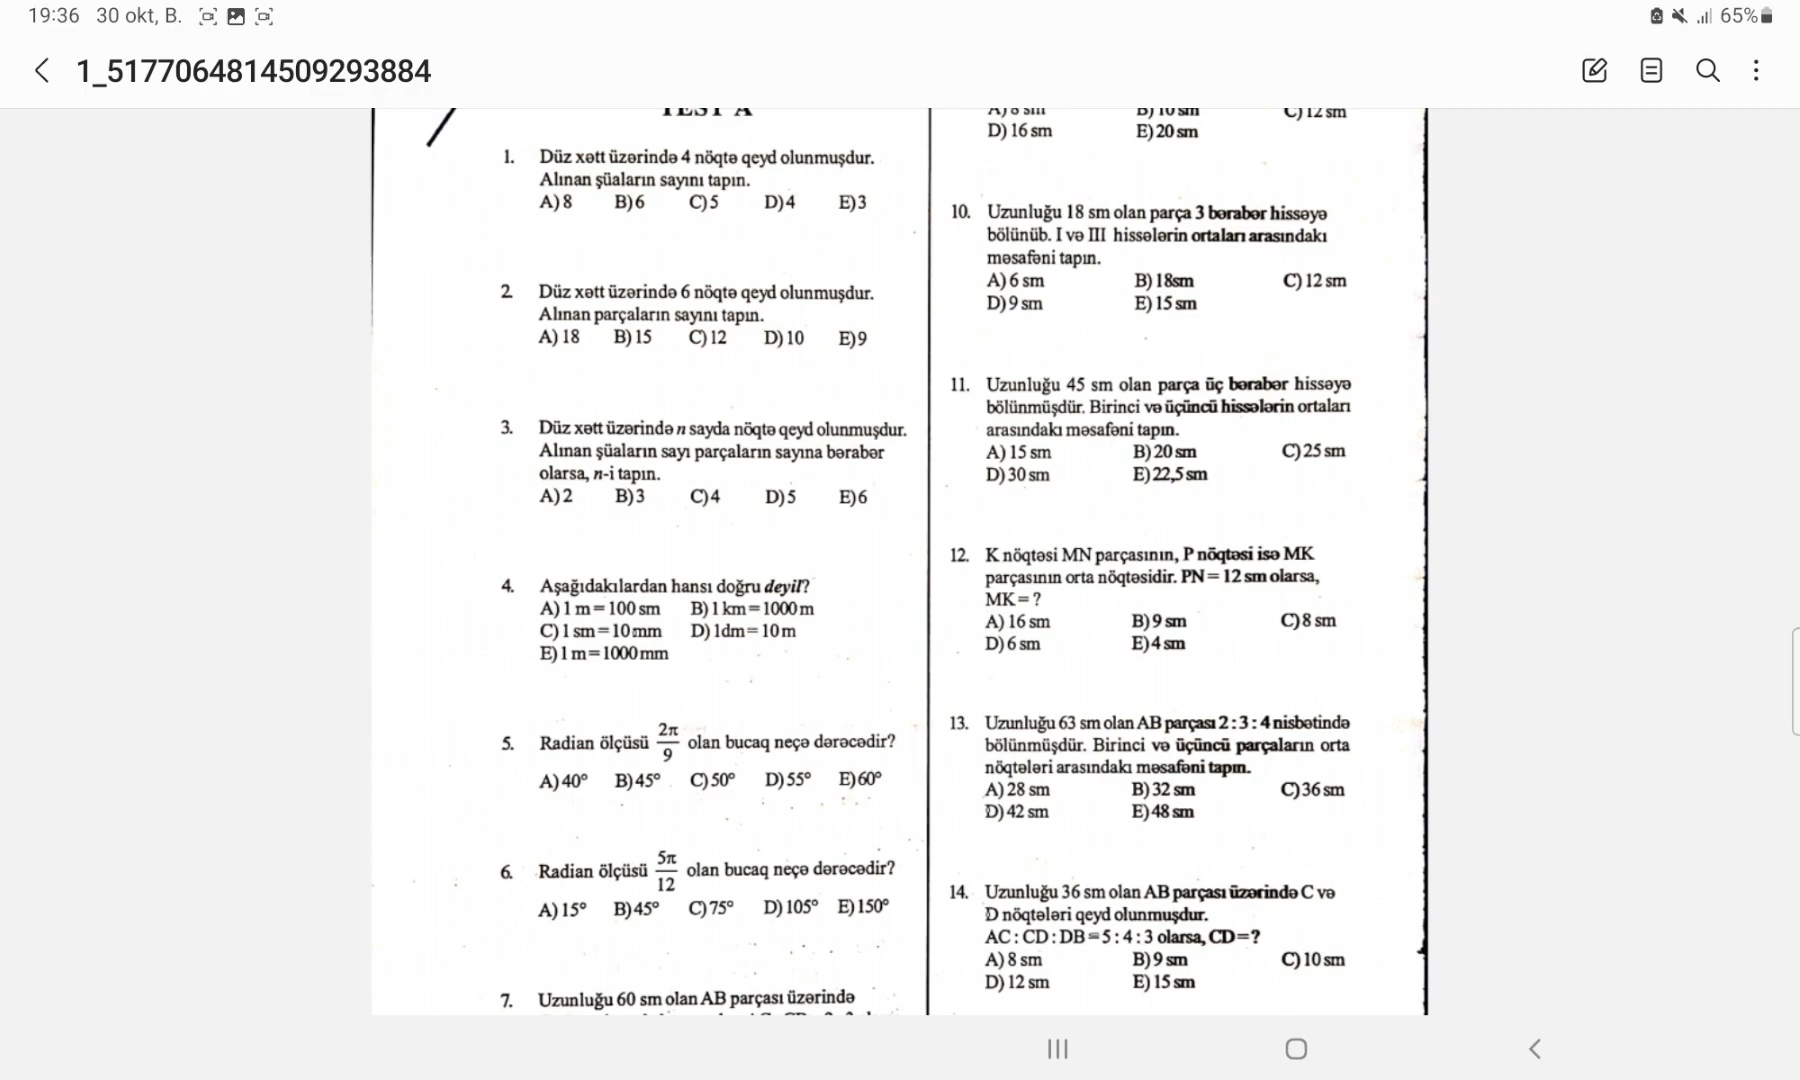 19:36 30 okt, B.
65%
1_5177064814509293884
TEST A
1. Düz xətt üzərində 4 nöqtə qeyd olunmuşdur.
Alınan şüaların sayını tapın.
A) 8 B) 6 C) 5 D) 4 E) 3
2. Düz xətt üzərində 6 nöqtə qeyd olunmuşdur.
Alınan parçaların sayını tapın.
A) 18 B) 15 C) 12 D) 10 E) 9
3. Düz xətt üzərində n sayda nöqtə qeyd olunmuşdur.
Alınan şüaların sayı parçaların sayına bərabər
olarsa, n-i tapın.
A) 2 B) 3 C) 4 D) 5 E) 6
4. Aşağıdakılardan hansı doğru deyil?
A) 1 m = 100 sm B) 1 km = 1000 m
C) 1 sm = 10 mm D) 1dm = 10 m
E) 1 m = 1000 mm
5. Radian ölçüsü 2π/9 olan bucaq neçə dərəcədir?
A) 40° B) 45° C) 50° D) 55° E) 60°
6. Radian ölçüsü 5π/12 olan bucaq neçə dərəcədir?
A) 15° B) 45° C) 75° D) 105° E) 150°
7. Uzunluğu 60 sm olan AB parçası üzərində
A) 8 sm B) 10 sm C) 12 sm
D) 16 sm E) 20 sm
10. Uzunluğu 18 sm olan parça 3 bərabər hissəyə
bölünüb. I və III hissələrin ortaları arasındakı
məsafəni tapın.
A) 6 sm B) 18sm C) 12 sm
D) 9 sm E) 15 sm
11. Uzunluğu 45 sm olan parça üç bərabər hissəyə
bölünmüşdür. Birinci və üçüncü hissələrin ortaları
arasındakı məsafəni tapın.
A) 15 sm B) 20 sm C) 25 sm
D) 30 sm E) 22,5 sm
12. K nöqtəsi MN parçasının, P nöqtəsi isə MK
parçasının orta nöqtəsidir. PN = 12 sm olarsa,
MK = ?
A) 16 sm B) 9 sm C) 8 sm
D) 6 sm E) 4 sm
13. Uzunluğu 63 sm olan AB parçası 2 : 3 : 4 nisbətində
bölünmüşdür. Birinci və üçüncü parçaların orta
nöqtələri arasındakı məsafəni tapın.
A) 28 sm B) 32 sm C) 36 sm
D) 42 sm E) 48 sm
14. Uzunluğu 36 sm olan AB parçası üzərində C və
D nöqtələri qeyd olunmuşdur.
AC : CD : DB = 5 : 4 : 3 olarsa, CD = ?
A) 8 sm B) 9 sm C) 10 sm
D) 12 sm E) 15 sm